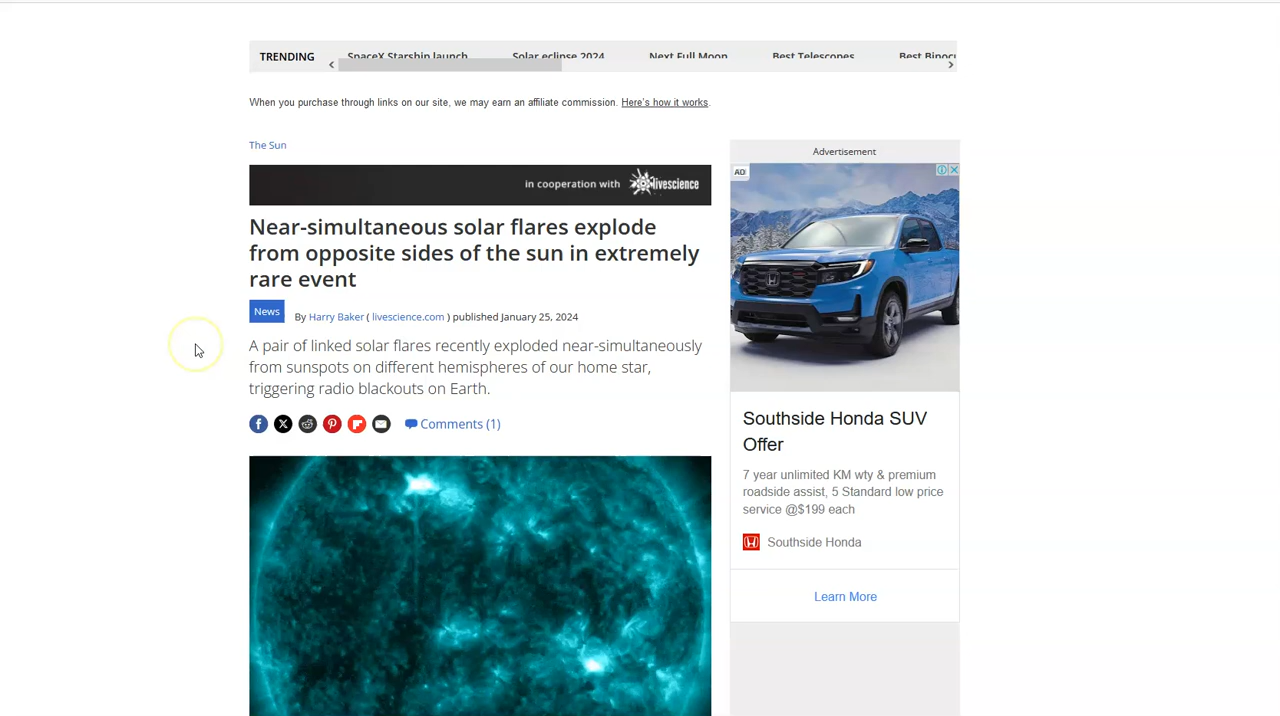 TRENDING SpaceX Starship launch Solar eclipse 2024 Next Full Moon Best Telescopes Best Binocu
When you purchase through links on our site, we may earn an affiliate commission. Here's how it works.
The Sun
in cooperation with livescience
Near-simultaneous solar flares explode
from opposite sides of the sun in extremely
rare event
News By Harry Baker ( livescience.com ) published January 25, 2024
A pair of linked solar flares recently exploded near-simultaneously
from sunspots on different hemispheres of our home star,
triggering radio blackouts on Earth.
Comments (1)
Advertisement
AD
Southside Honda SUV
Offer
7 year unlimited KM wty & premium
roadside assist, 5 Standard low price
service @$199 each
Southside Honda
Learn More